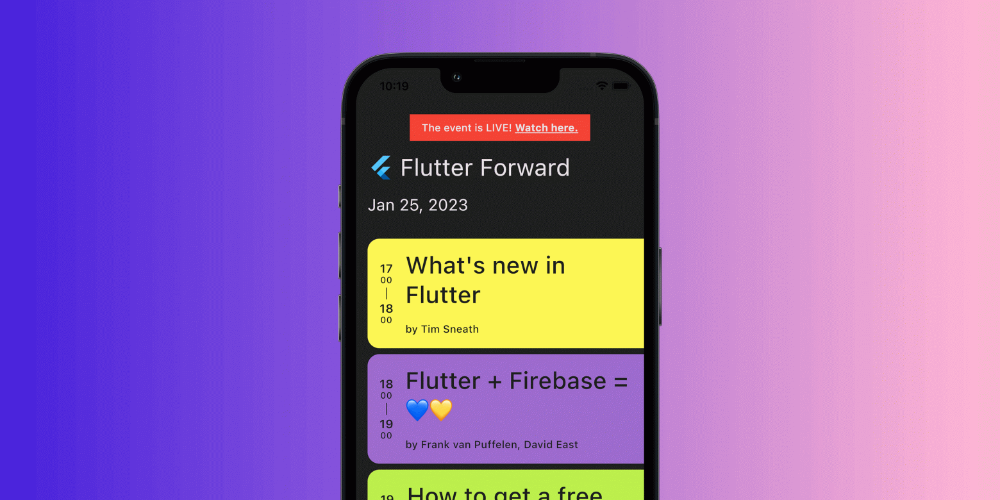 10:19
The event is LIVE! Watch here.
Flutter Forward
Jan 25, 2023
17
00
18
00
What's new in
Flutter
by Tim Sneath
18
00
19
00
Flutter + Firebase =
💙💛
by Frank van Puffelen, David East
19
How to get a free